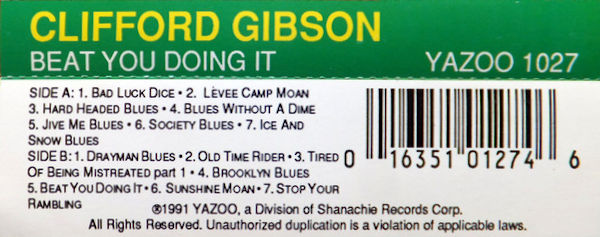 CLIFFORD GIBSON
BEAT YOU DOING IT YAZOO 1027
SIDE A: 1. BAD LUCK DICE • 2. LEVEE CAMP MOAN
3. HARD HEADED BLUES • 4. BLUES WITHOUT A DIME
5. JIVE ME BLUES • 6. SOCIETY BLUES • 7. ICE AND
SNOW BLUES
SIDE B: 1. DRAYMAN BLUES • 2. OLD TIME RIDER • 3. TIRED
OF BEING MISTREATED part 1 • 4. BROOKLYN BLUES
5. BEAT YOU DOING IT • 6. SUNSHINE MOAN • 7. STOP YOUR
RAMBLING
0 16351 01274 6
℗1991 YAZOO, a Division of Shanachie Records Corp.
All Rights Reserved. Unauthorized duplication is a violation of applicable laws.